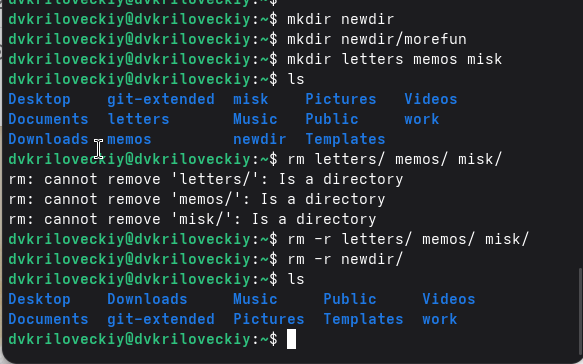 dvkriloveckiy@dvkriloveckiy:~$ mkdir newdir
dvkriloveckiy@dvkriloveckiy:~$ mkdir newdir/morefun
dvkriloveckiy@dvkriloveckiy:~$ mkdir letters memos misk
dvkriloveckiy@dvkriloveckiy:~$ ls
Desktop git-extended misk Pictures Videos
Documents letters Music Public work
Downloads memos newdir Templates
dvkriloveckiy@dvkriloveckiy:~$ rm letters/ memos/ misk/
rm: cannot remove 'letters/': Is a directory
rm: cannot remove 'memos/': Is a directory
rm: cannot remove 'misk/': Is a directory
dvkriloveckiy@dvkriloveckiy:~$ rm -r letters/ memos/ misk/
dvkriloveckiy@dvkriloveckiy:~$ rm -r newdir/
dvkriloveckiy@dvkriloveckiy:~$ ls
Desktop Downloads Music Public Videos
Documents git-extended Pictures Templates work
dvkriloveckiy@dvkriloveckiy:~$